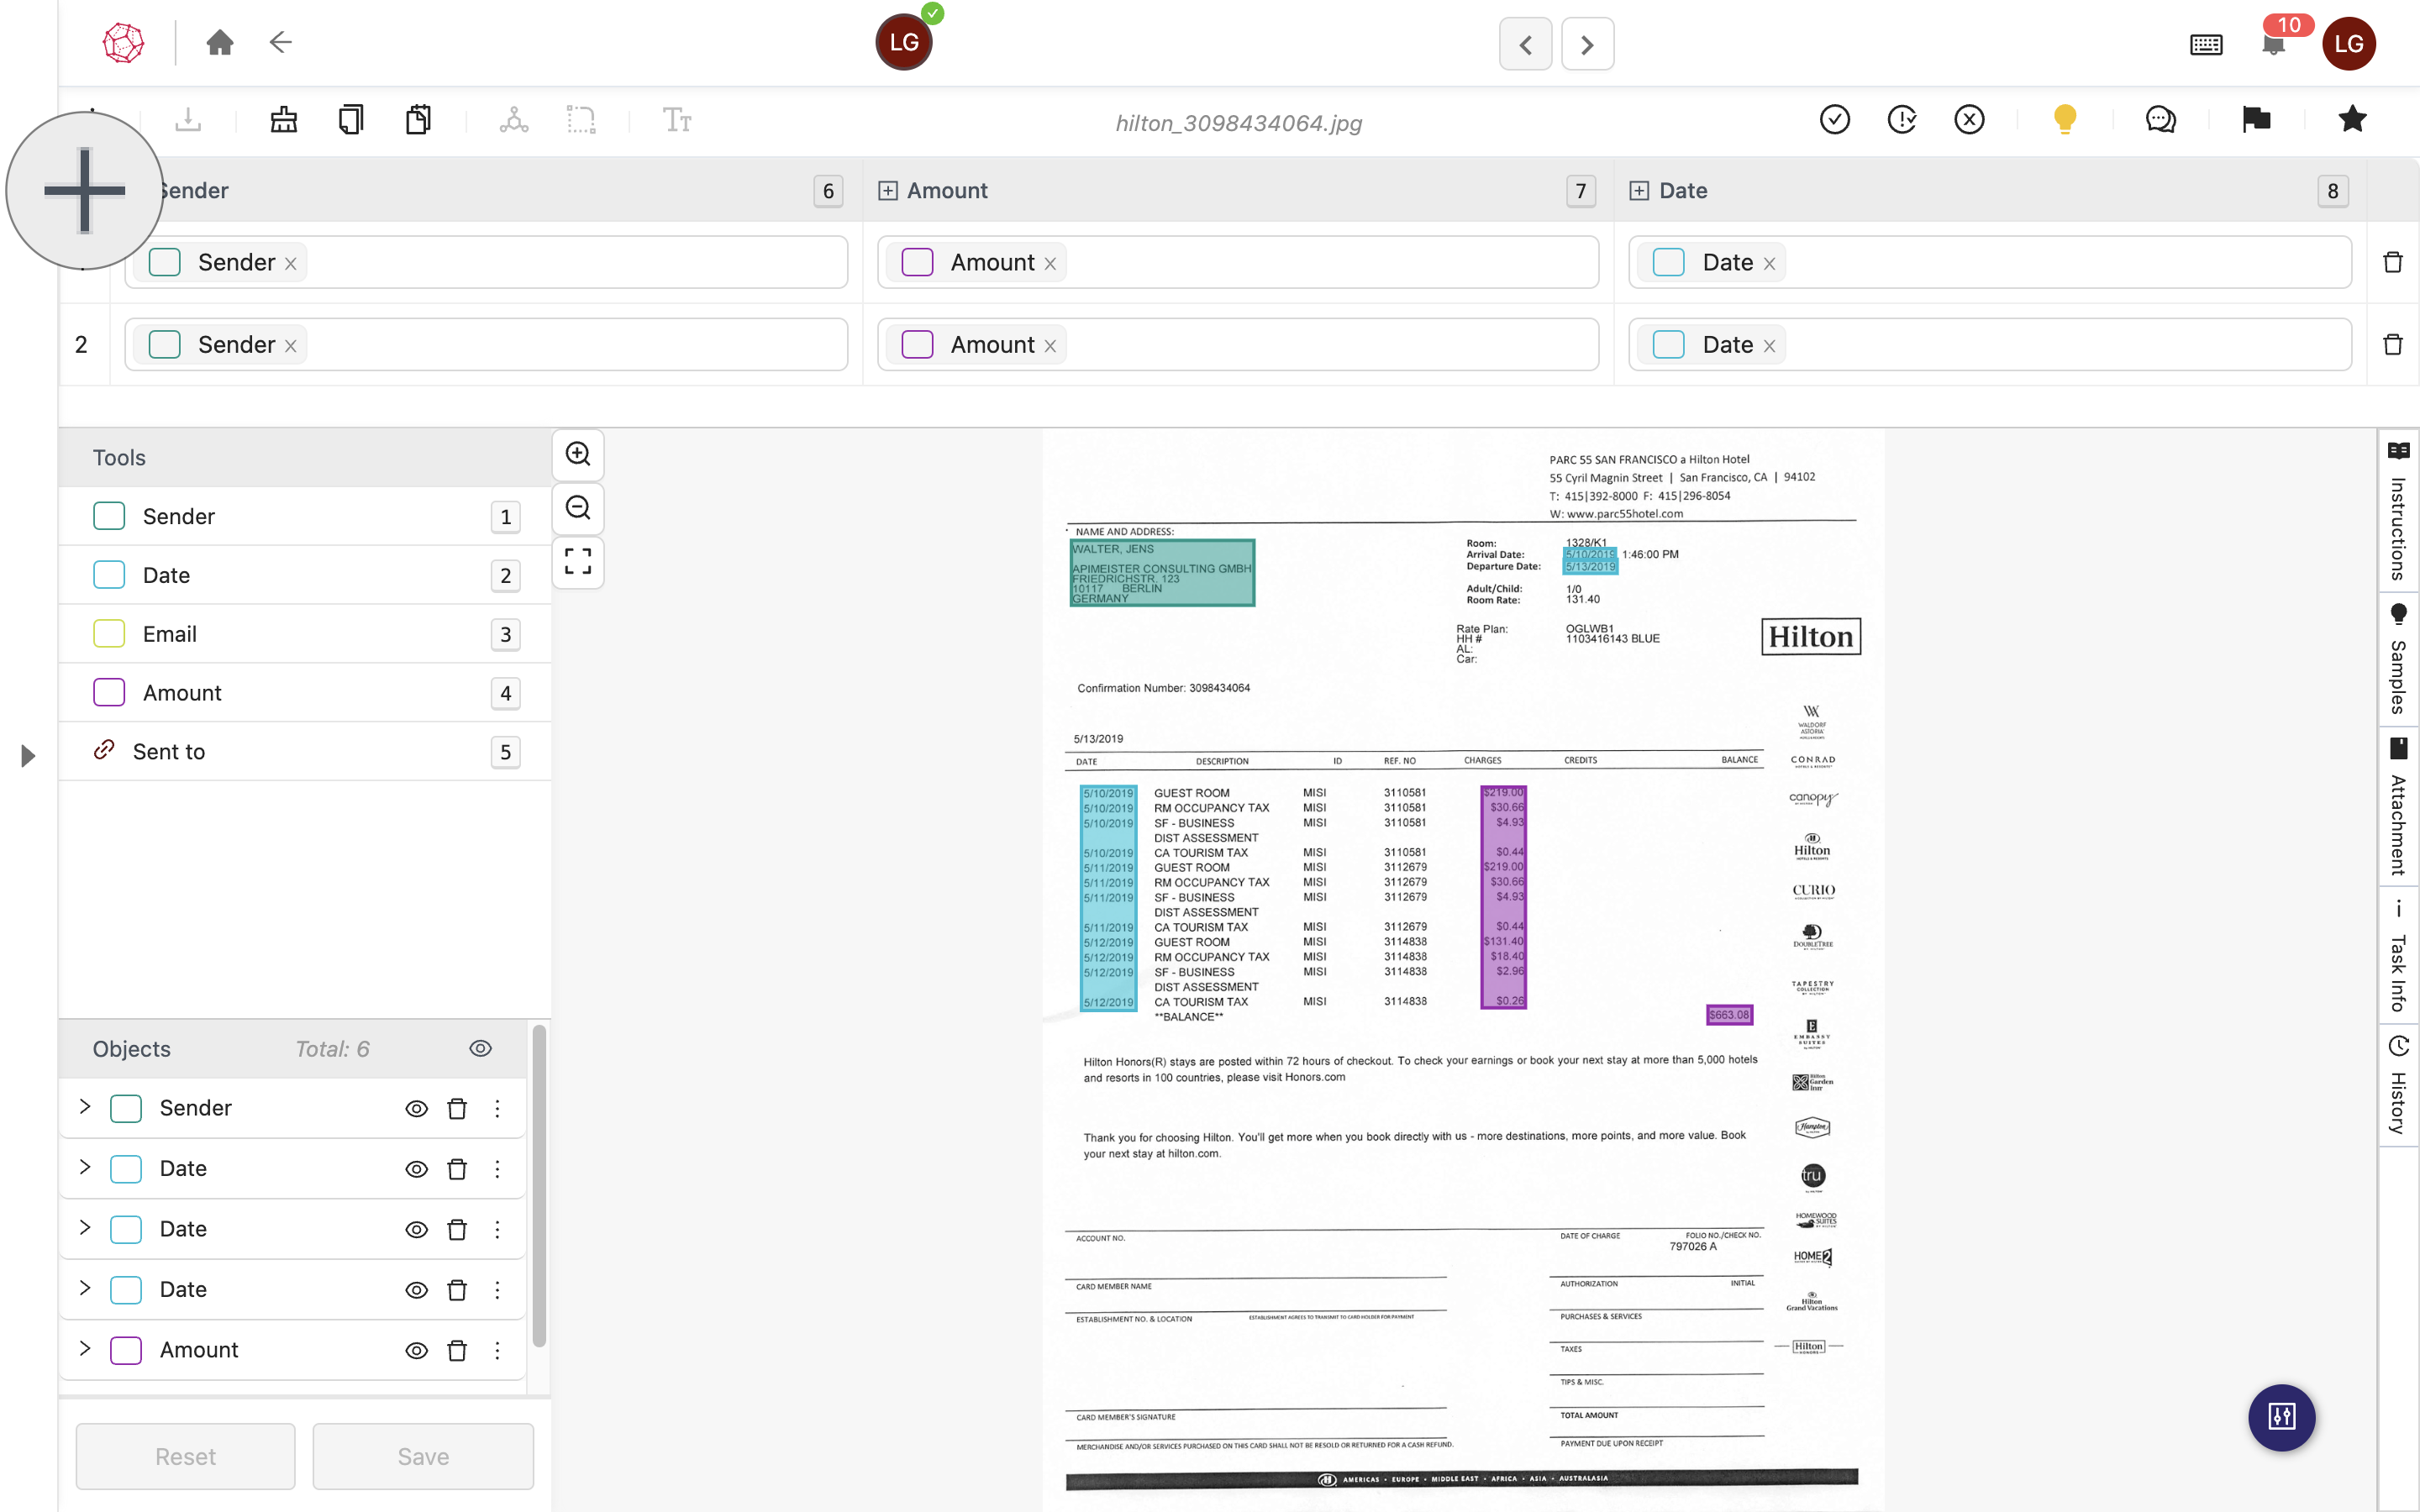 LG
10
LG
hilton_3098434064.jpg
Sender 6 Amount 7 Date 8
Sender x Amount x Date x
2 Sender x Amount x Date x
Tools
Sender 1
Date 2
Email 3
Amount 4
Sent to 5
Objects Total: 6
Sender
Date
Date
Date
Amount
Reset Save
PARC 55 SAN FRANCISCO a Hilton Hotel
55 Cyril Magnin Street | San Francisco, CA | 94102
T: 415|392-8000 F: 415|296-8054
W: www.parc55hotel.com
NAME AND ADDRESS:
WALTER, JENS
APIMEISTER CONSULTING GMBH
FRIEDRICHSTR. 123
10117 BERLIN
GERMANY
Room: 1328/K1
Arrival Date: 5/10/2019 1:46:00 PM
Departure Date: 5/13/2019
Adult/Child: 1/0
Room Rate: 131.40
Rate Plan: OGLWB1
HH # 1103416143 BLUE
AL:
Car:
Hilton
Confirmation Number: 3098434064
5/13/2019
DATE DESCRIPTION ID REF. NO CHARGES CREDITS BALANCE
5/10/2019 GUEST ROOM MISI 3110581 $219.00
5/10/2019 RM OCCUPANCY TAX MISI 3110581 $30.66
5/10/2019 SF - BUSINESS MISI 3110581 $4.93
DIST ASSESSMENT
5/10/2019 CA TOURISM TAX MISI 3110581 $0.44
5/11/2019 GUEST ROOM MISI 3112679 $219.00
5/11/2019 RM OCCUPANCY TAX MISI 3112679 $30.66
5/11/2019 SF - BUSINESS MISI 3112679 $4.93
DIST ASSESSMENT
5/11/2019 CA TOURISM TAX MISI 3112679 $0.44
5/12/2019 GUEST ROOM MISI 3114838 $131.40
5/12/2019 RM OCCUPANCY TAX MISI 3114838 $18.40
5/12/2019 SF - BUSINESS MISI 3114838 $2.96
DIST ASSESSMENT
5/12/2019 CA TOURISM TAX MISI 3114838 $0.26
**BALANCE** $663.08
Hilton Honors(R) stays are posted within 72 hours of checkout. To check your earnings or book your next stay at more than 5,000 hotels
and resorts in 100 countries, please visit Honors.com
Thank you for choosing Hilton. You'll get more when you book directly with us - more destinations, more points, and more value. Book
your next stay at hilton.com.
WALDORF
ASTORIA
CONRAD
canopy
Hilton
CURIO
DOUBLETREE
TAPESTRY
COLLECTION
EMBASSY
SUITES
Hilton
Garden
Inn
Hampton
tru
HOMEWOOD
SUITES
HOME2
Hilton
Grand Vacations
Hilton
HONORS
ACCOUNT NO.
DATE OF CHARGE FOLIO NO./CHECK NO.
797026 A
CARD MEMBER NAME
AUTHORIZATION INITIAL
ESTABLISHMENT NO. & LOCATION ESTABLISHMENT AGREES TO TRANSMIT TO CARD HOLDER FOR PAYMENT
PURCHASES & SERVICES
TAXES
TIPS & MISC.
CARD MEMBER'S SIGNATURE
TOTAL AMOUNT
MERCHANDISE AND/OR SERVICES PURCHASED ON THIS CARD SHALL NOT BE RESOLD OR RETURNED FOR A CASH REFUND.
PAYMENT DUE UPON RECEIPT
AMERICAS • EUROPE • MIDDLE EAST • AFRICA • ASIA • AUSTRALASIA
Instructions
Samples
Attachment
Task Info
History